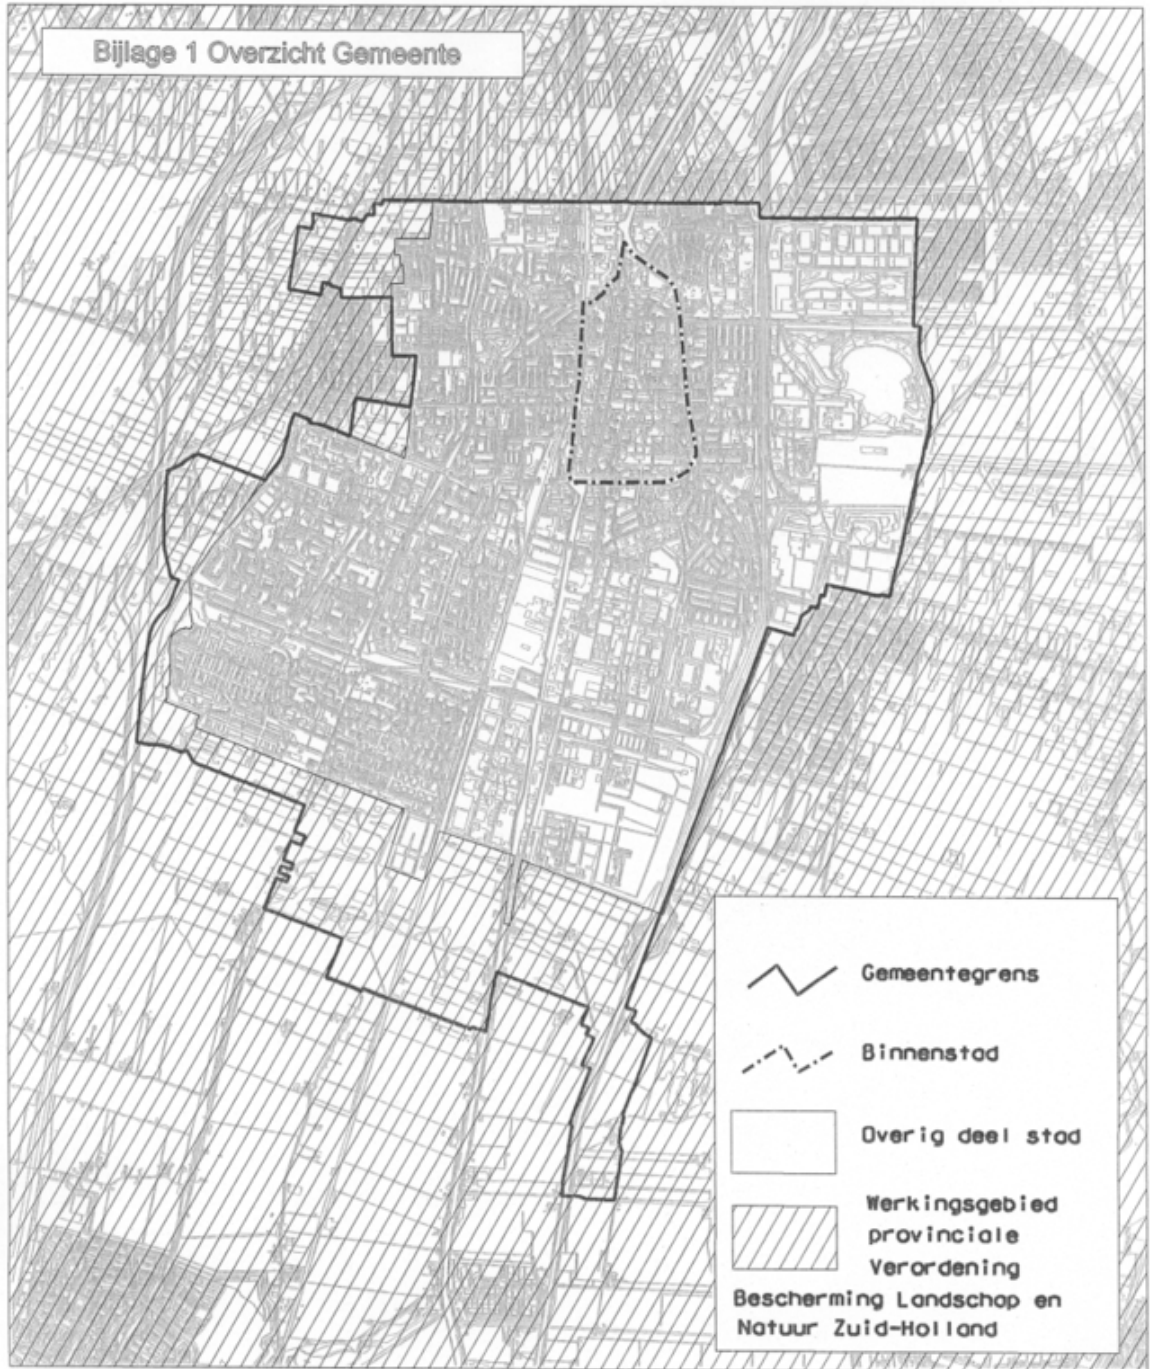 Bijlage 1 Overzicht Gemeente
Gemeentegrens
Binnenstad
Overig deel stad
Werkingsgebied
provinciale
Verordening
Bescherming Landschap en
Natuur Zuid-Holland